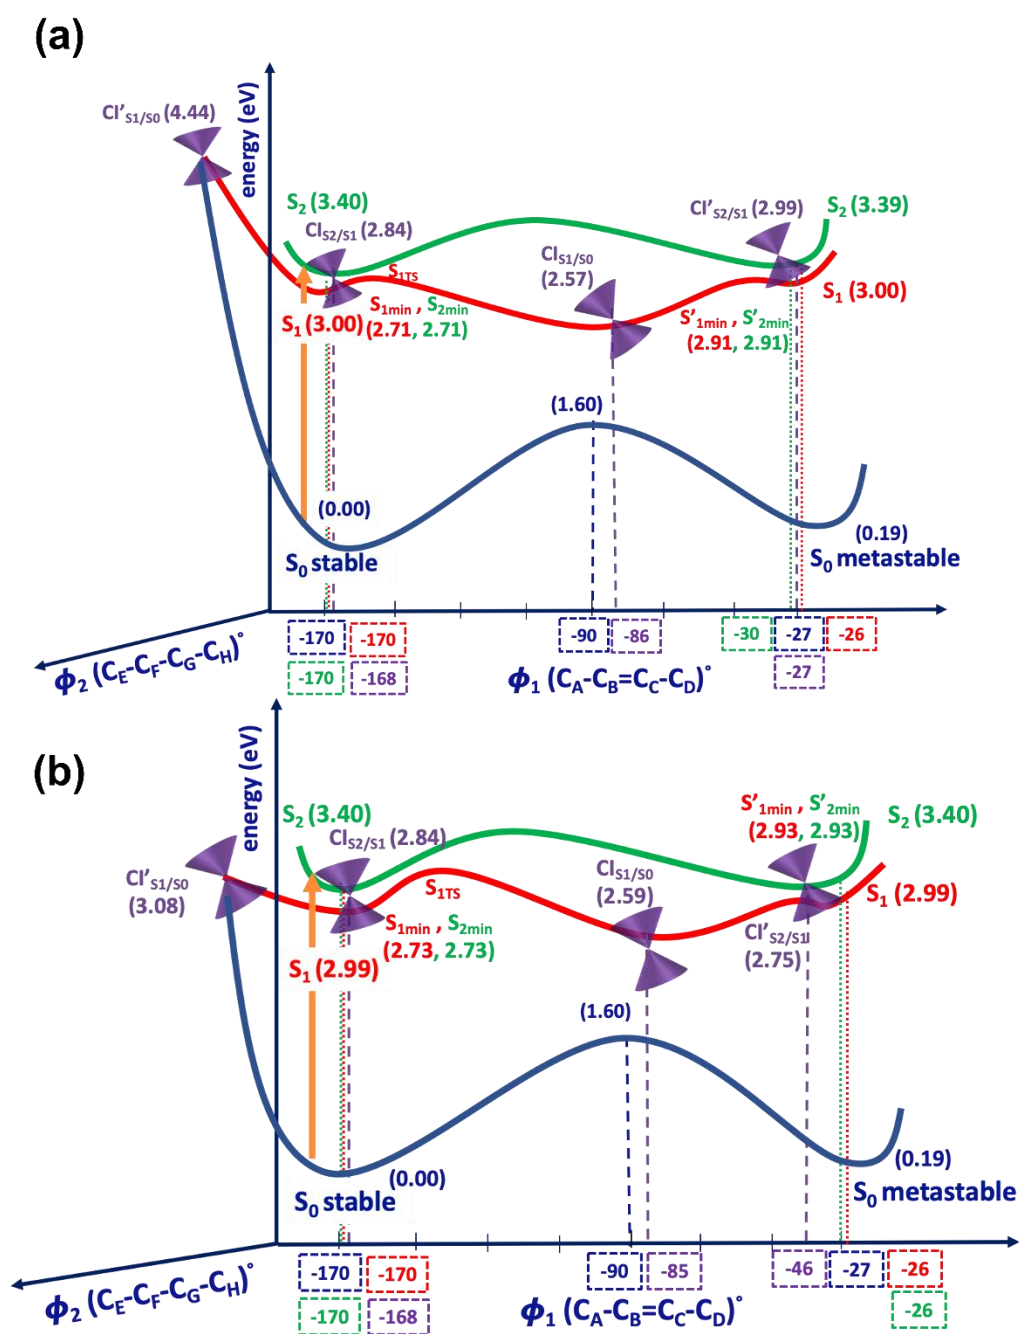 (a)
energy (eV)
CI'S1/S0 (4.44)
S2 (3.40)
CIS2/S1 (2.84)
S1TS
S1 (3.00)
S1min , S2min
(2.71, 2.71)
CIS1/S0
(2.57)
CI'S2/S1 (2.99)
S2 (3.39)
S1 (3.00)
S'1min , S'2min
(2.91, 2.91)
(1.60)
(0.00)
S0 stable
(0.19)
S0 metastable
-170
-170
-170
-168
-90
-86
-30
-27
-26
-27
ϕ2 (CE-CF-CG-CH)°
ϕ1 (CA-CB=CC-CD)°
(b)
energy (eV)
CI'S1/S0
(3.08)
S2 (3.40)
CIS2/S1 (2.84)
S1TS
S1min , S2min
(2.73, 2.73)
S1 (2.99)
CIS1/S0
(2.59)
S'1min , S'2min
(2.93, 2.93)
S2 (3.40)
S1 (2.99)
CI'S2/S1
(2.75)
(1.60)
(0.00)
S0 stable
(0.19)
S0 metastable
-170
-170
-170
-168
-90
-85
-46
-27
-26
-26
ϕ2 (CE-CF-CG-CH)°
ϕ1 (CA-CB=CC-CD)°